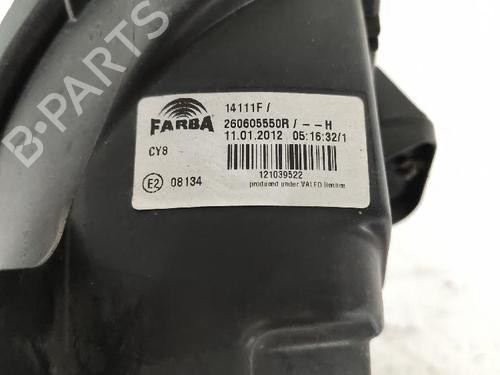 14111F /
FARBA
260605550R / - - H
11.01.2012 05:16:32/1
CY8
121039522
E2 08134
produced under VALEO license
B-PARTS